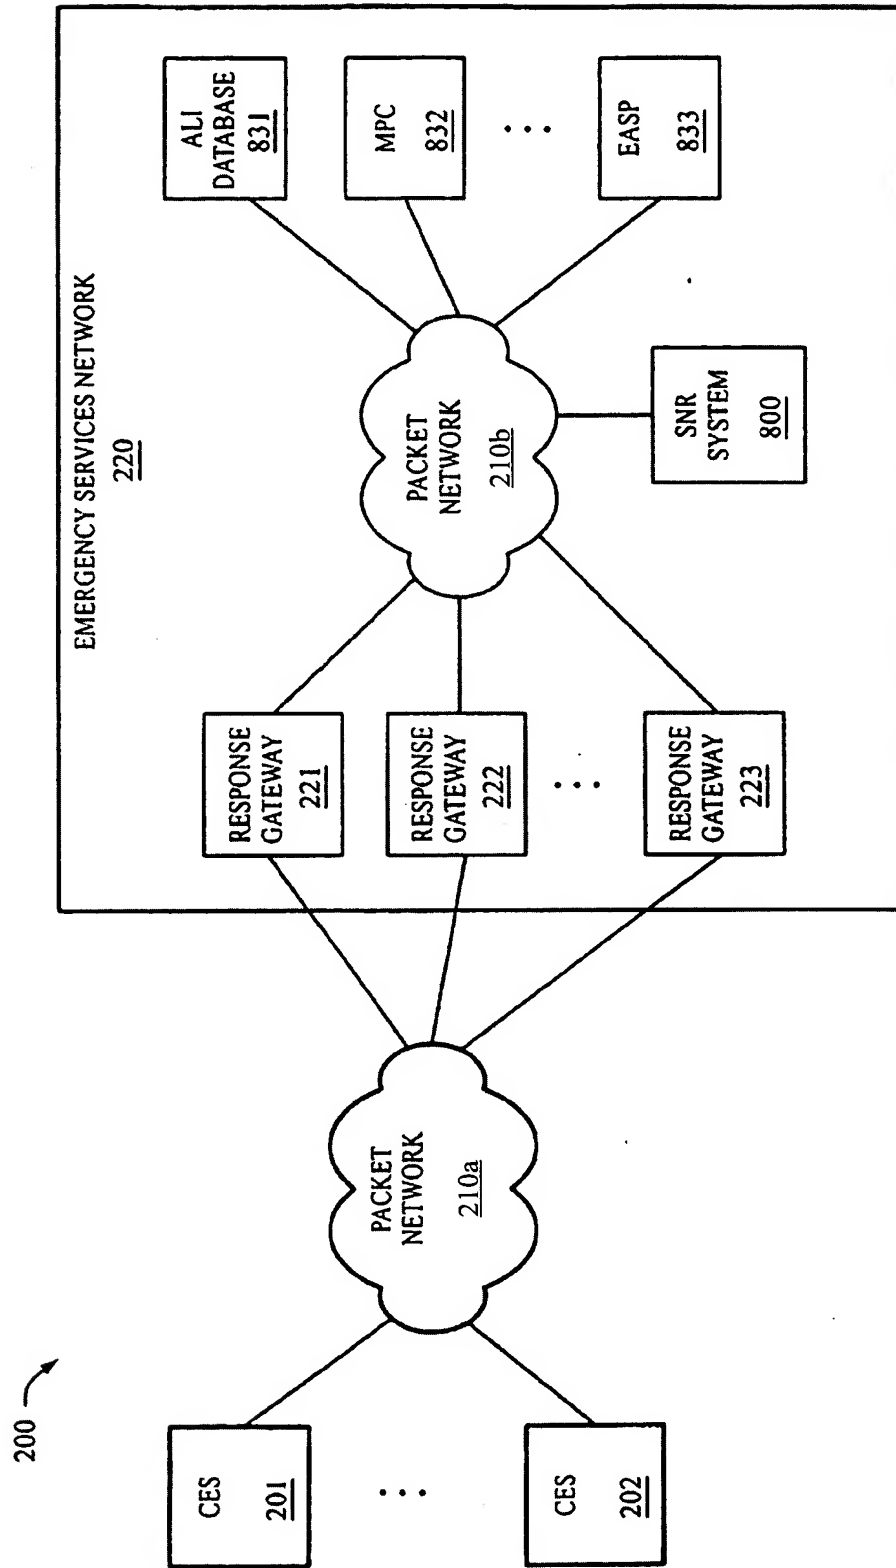 200
CES
201
CES
202
PACKET
NETWORK
210a
EMERGENCY SERVICES NETWORK
220
RESPONSE
GATEWAY
221
RESPONSE
GATEWAY
222
RESPONSE
GATEWAY
223
PACKET
NETWORK
210b
SNR
SYSTEM
800
ALI
DATABASE
831
MPC
832
EASP
833